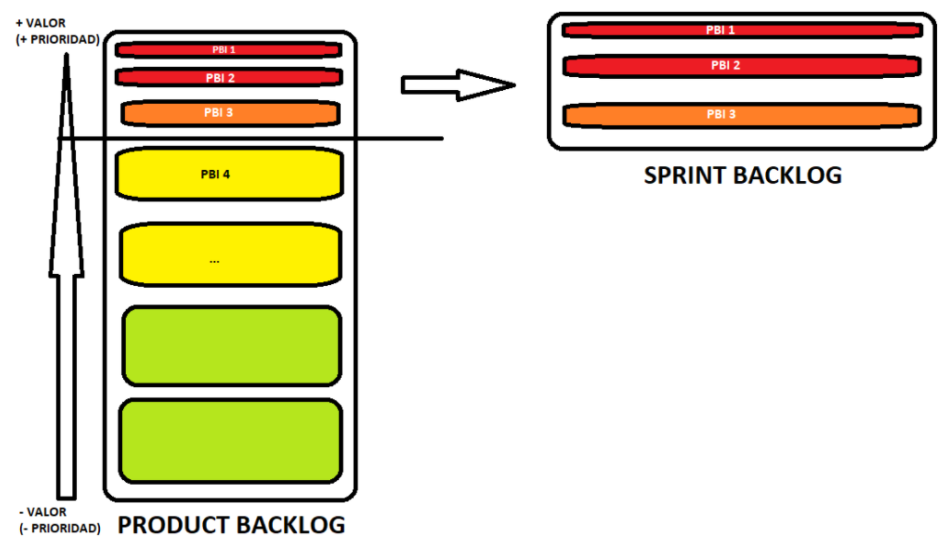 + VALOR
(+ PRIORIDAD)
PBI 1
PBI 2
PBI 3
PBI 4
...
- VALOR
(- PRIORIDAD)
PRODUCT BACKLOG
PBI 1
PBI 2
PBI 3
SPRINT BACKLOG